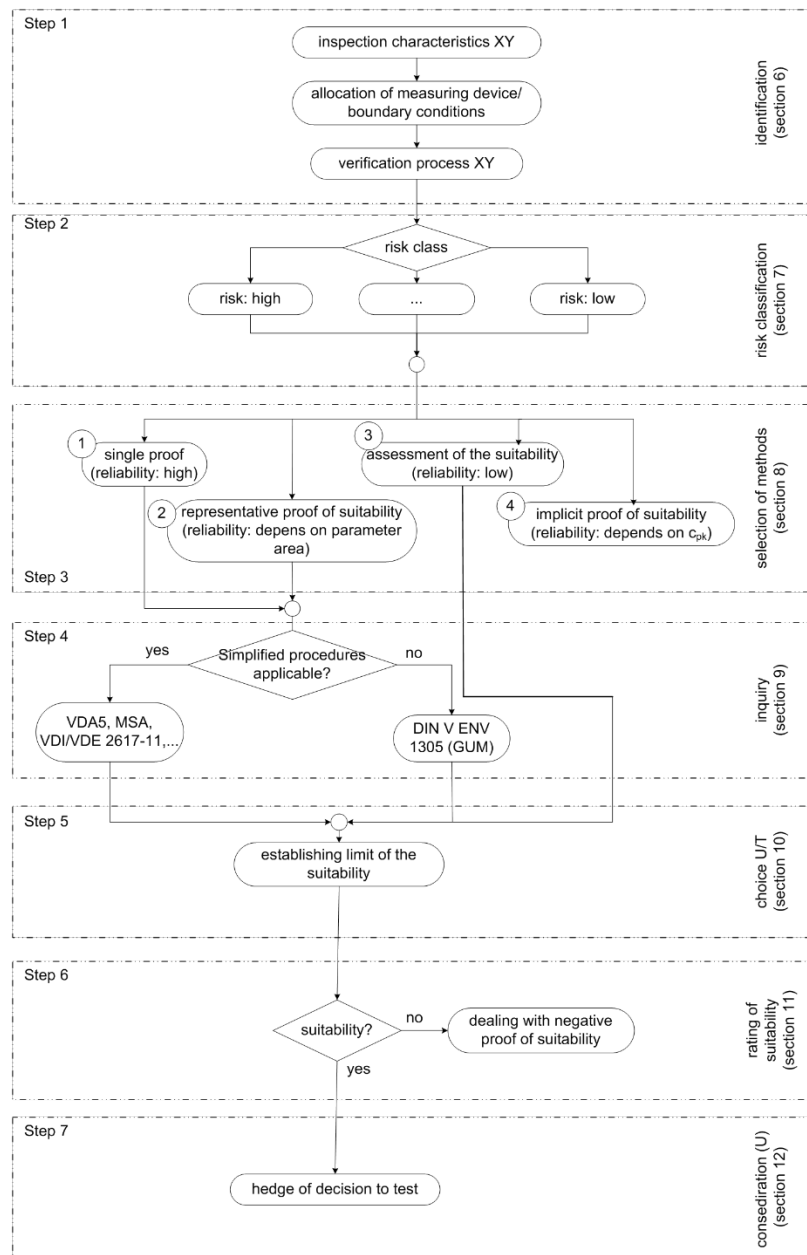 Step 1
inspection characteristics XY
allocation of measuring device/
boundary conditions
verification process XY
identification
(section 6)
Step 2
risk class
risk: high
...
risk: low
risk classification
(section 7)
1
single proof
(reliability: high)
3
assessment of the suitability
(reliability: low)
2
representative proof of suitability
(reliability: depens on parameter
area)
4
implicit proof of suitability
(reliability: depends on cpk)
selection of methods
(section 8)
Step 3
Step 4
yes
Simplified procedures
applicable?
no
VDA5, MSA,
VDI/VDE 2617-11,...
DIN V ENV
1305 (GUM)
inquiry
(section 9)
Step 5
establishing limit of the
suitability
choice U/T
(section 10)
Step 6
suitability?
no
dealing with negative
proof of suitability
yes
rating of
suitability
(section 11)
Step 7
hedge of decision to test
consediration (U)
(section 12)